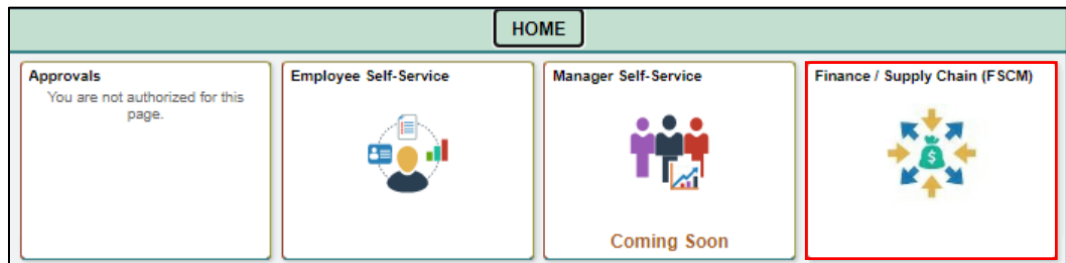 HOME
Approvals
You are not authorized for this
page.
Employee Self-Service
Manager Self-Service
Coming Soon
Finance / Supply Chain (FSCM)
$